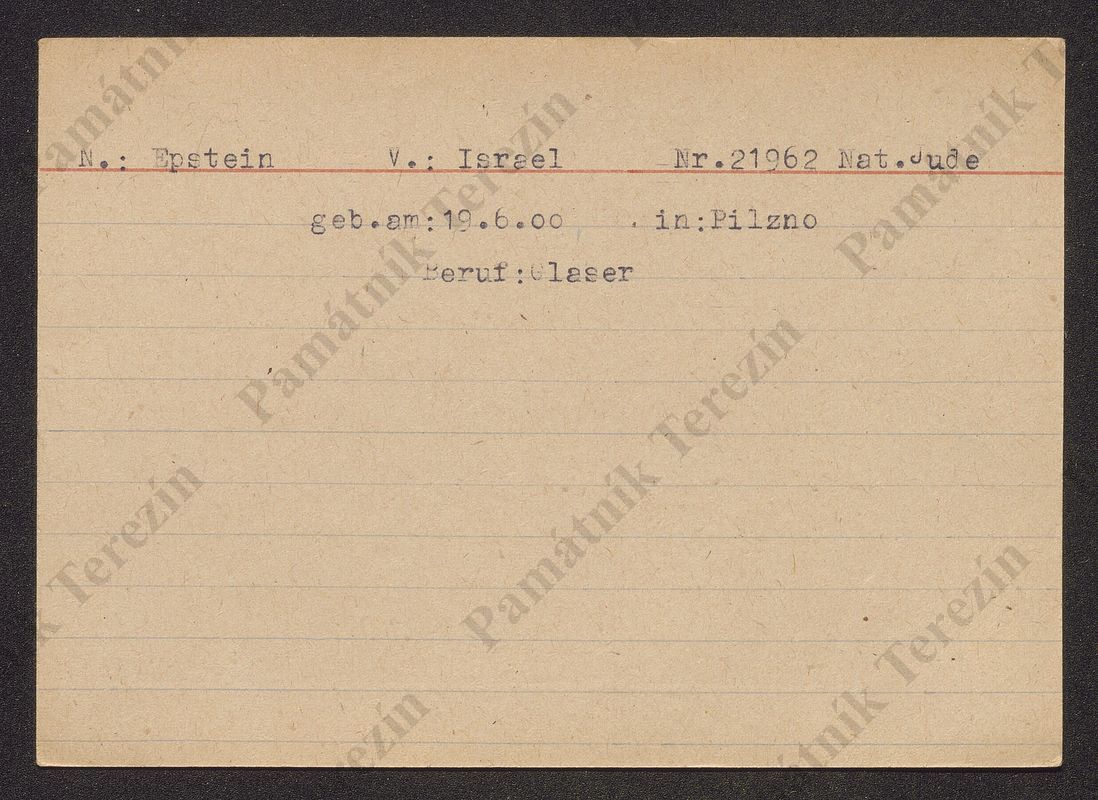 N.: Epstein V.: Israel Nr.21962 Nat.Jude
geb.am:19.6.00 in:Pilzno
Beruf:Glaser
Památník Terezín